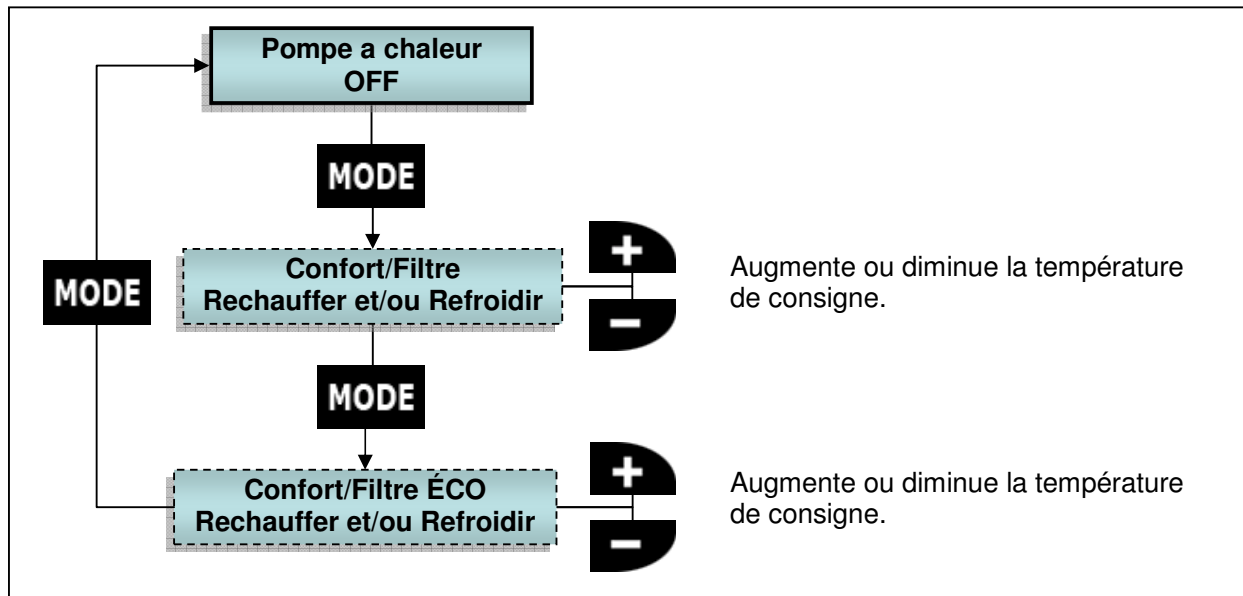 Pompe a chaleur
OFF
MODE
Confort/Filtre
Rechauffer et/ou Refroidir
+
-
Augmente ou diminue la température
de consigne.
MODE
MODE
Confort/Filtre ÉCO
Rechauffer et/ou Refroidir
+
-
Augmente ou diminue la température
de consigne.